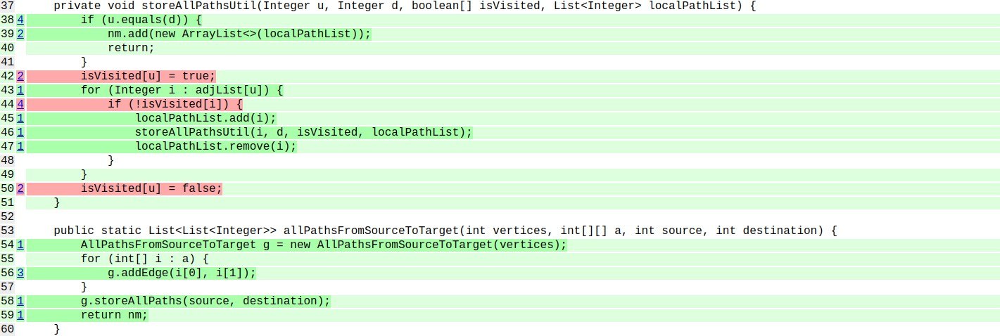 37 private void storeAllPathsUtil(Integer u, Integer d, boolean[] isVisited, List<Integer> localPathList) {
38 4 if (u.equals(d)) {
39 2 nm.add(new ArrayList<>(localPathList));
40 return;
41 }
42 2 isVisited[u] = true;
43 1 for (Integer i : adjList[u]) {
44 4 if (!isVisited[i]) {
45 1 localPathList.add(i);
46 1 storeAllPathsUtil(i, d, isVisited, localPathList);
47 1 localPathList.remove(i);
48 }
49 }
50 2 isVisited[u] = false;
51 }
52
53 public static List<List<Integer>> allPathsFromSourceToTarget(int vertices, int[][] a, int source, int destination) {
54 1 AllPathsFromSourceToTarget g = new AllPathsFromSourceToTarget(vertices);
55 for (int[] i : a) {
56 3 g.addEdge(i[0], i[1]);
57 }
58 1 g.storeAllPaths(source, destination);
59 1 return nm;
60 }